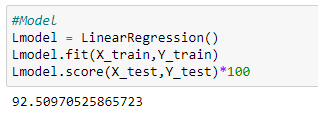 #Model
Lmodel = LinearRegression()
Lmodel.fit(X_train,Y_train)
Lmodel.score(X_test,Y_test)*100
92.50970525865723